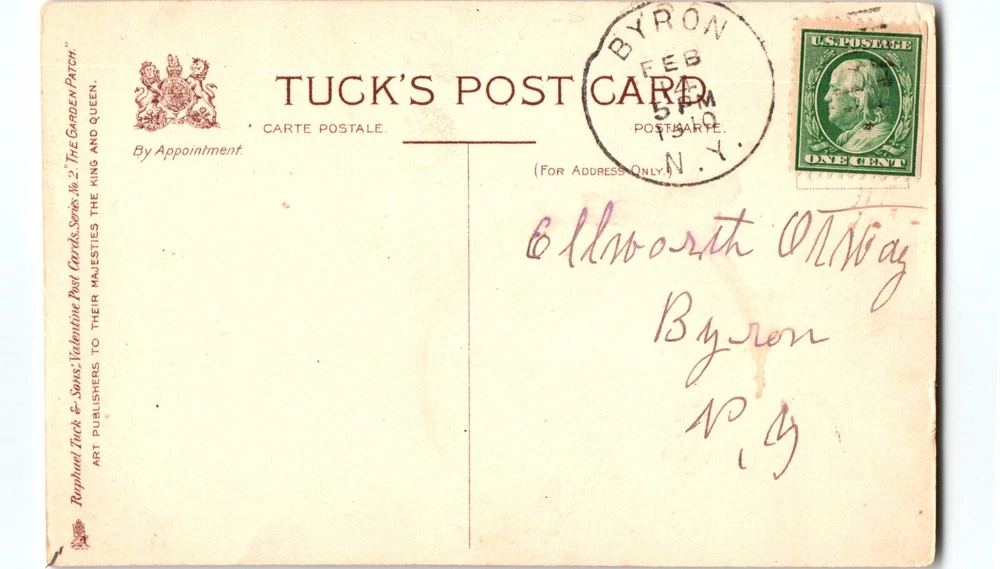 Raphael Tuck & Sons' Valentine Post Cards. Series No. 2. "THE GARDEN PATCH."
ART PUBLISHERS TO THEIR MAJESTIES THE KING AND QUEEN.
By Appointment.
TUCK'S POST CARD
CARTE POSTALE.
POSTKARTE.
(FOR ADDRESS ONLY.)
BYRON
FEB
14
5 PM
1910
N.Y.
U.S. POSTAGE
ONE CENT
Ellworth Otway
Byron
N, Y